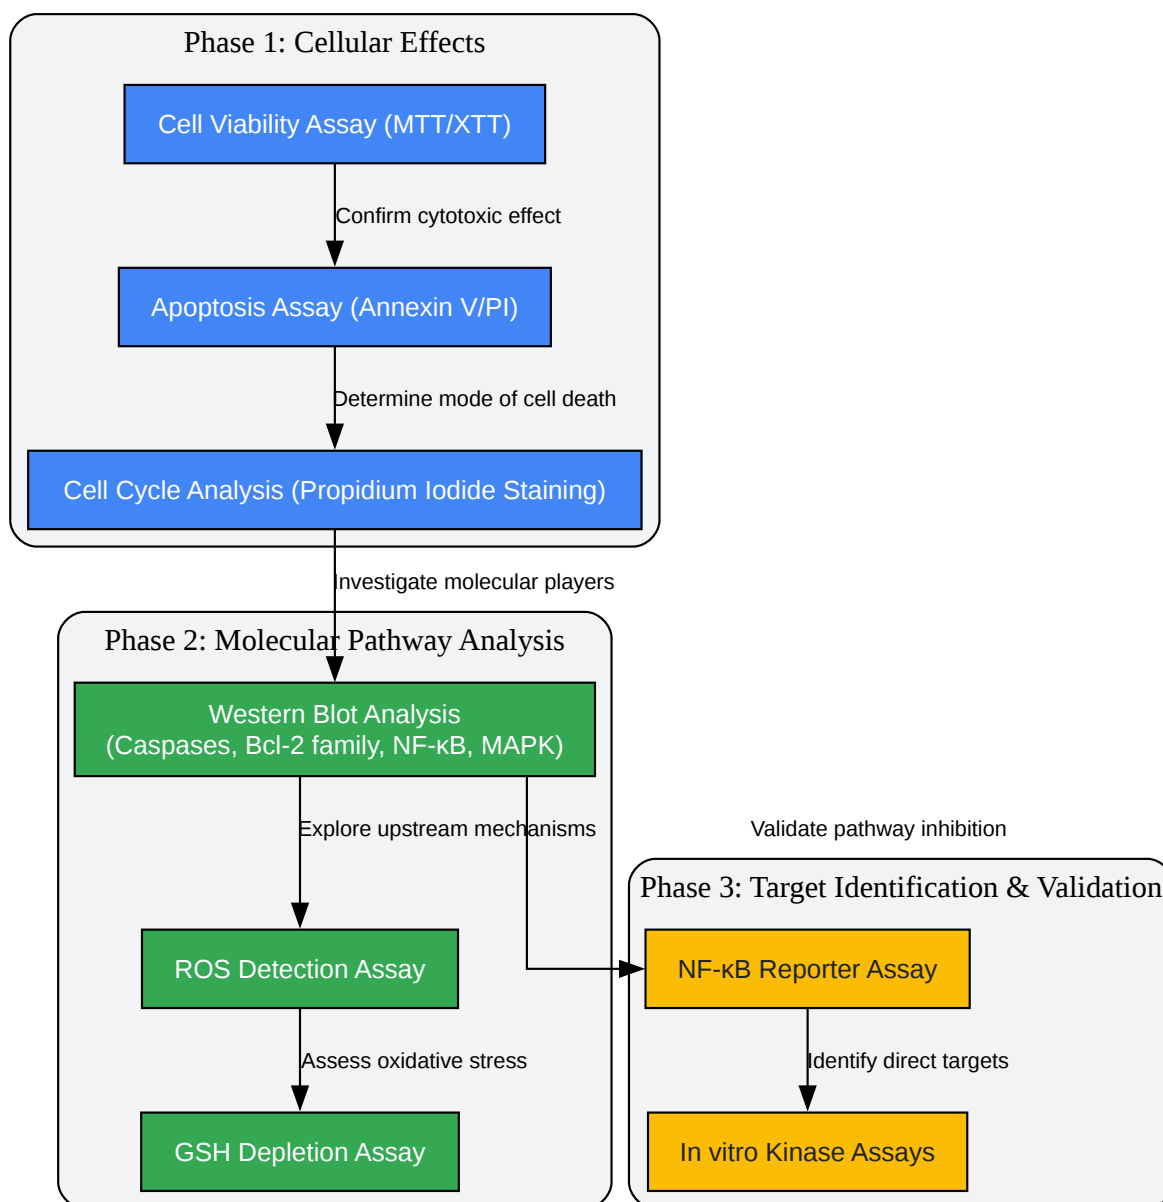 Phase 1: Cellular Effects
Cell Viability Assay (MTT/XTT)
Confirm cytotoxic effect
Apoptosis Assay (Annexin V/PI)
Determine mode of cell death
Cell Cycle Analysis (Propidium Iodide Staining)
Investigate molecular players
Phase 2: Molecular Pathway Analysis
Western Blot Analysis
(Caspases, Bcl-2 family, NF-κB, MAPK)
Explore upstream mechanisms
Validate pathway inhibition
Phase 3: Target Identification & Validation
ROS Detection Assay
NF-κB Reporter Assay
Assess oxidative stress
Identify direct targets
GSH Depletion Assay
In vitro Kinase Assays